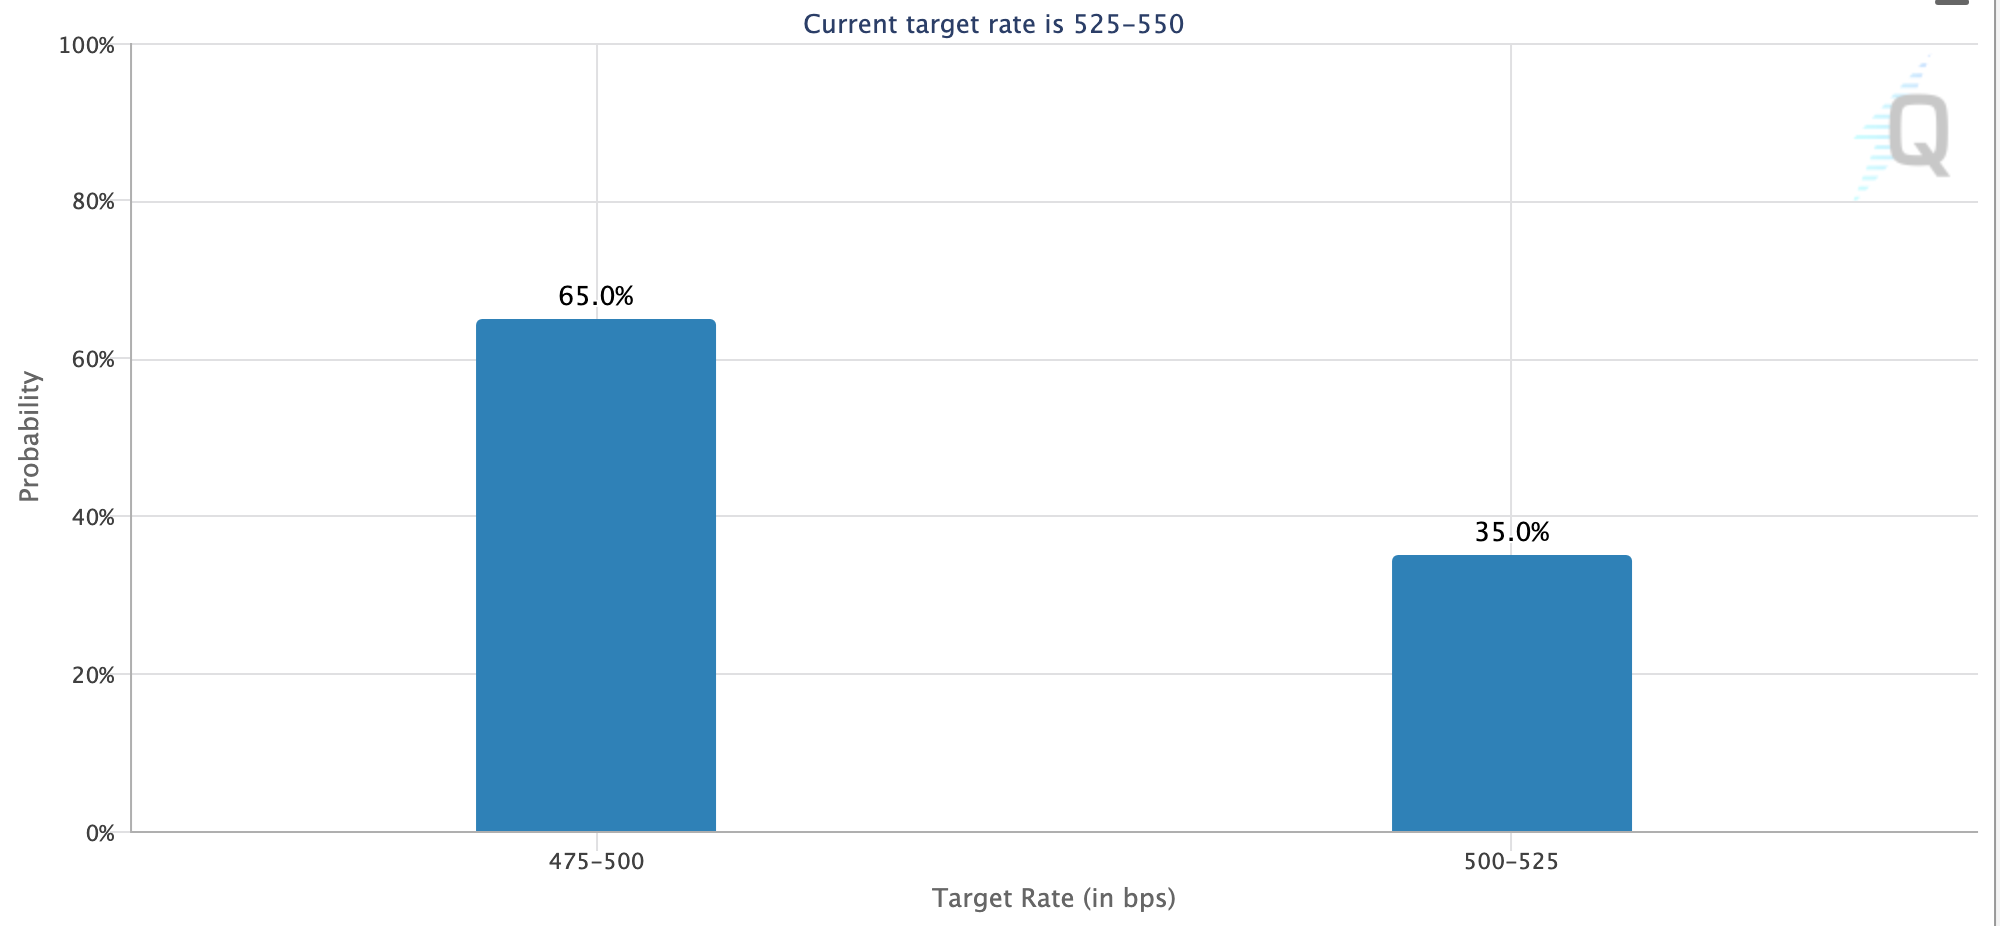 Current target rate is 525–550
100%
80%
60%
40%
20%
0%
Probability
65.0%
35.0%
475–500
500–525
Target Rate (in bps)
Q